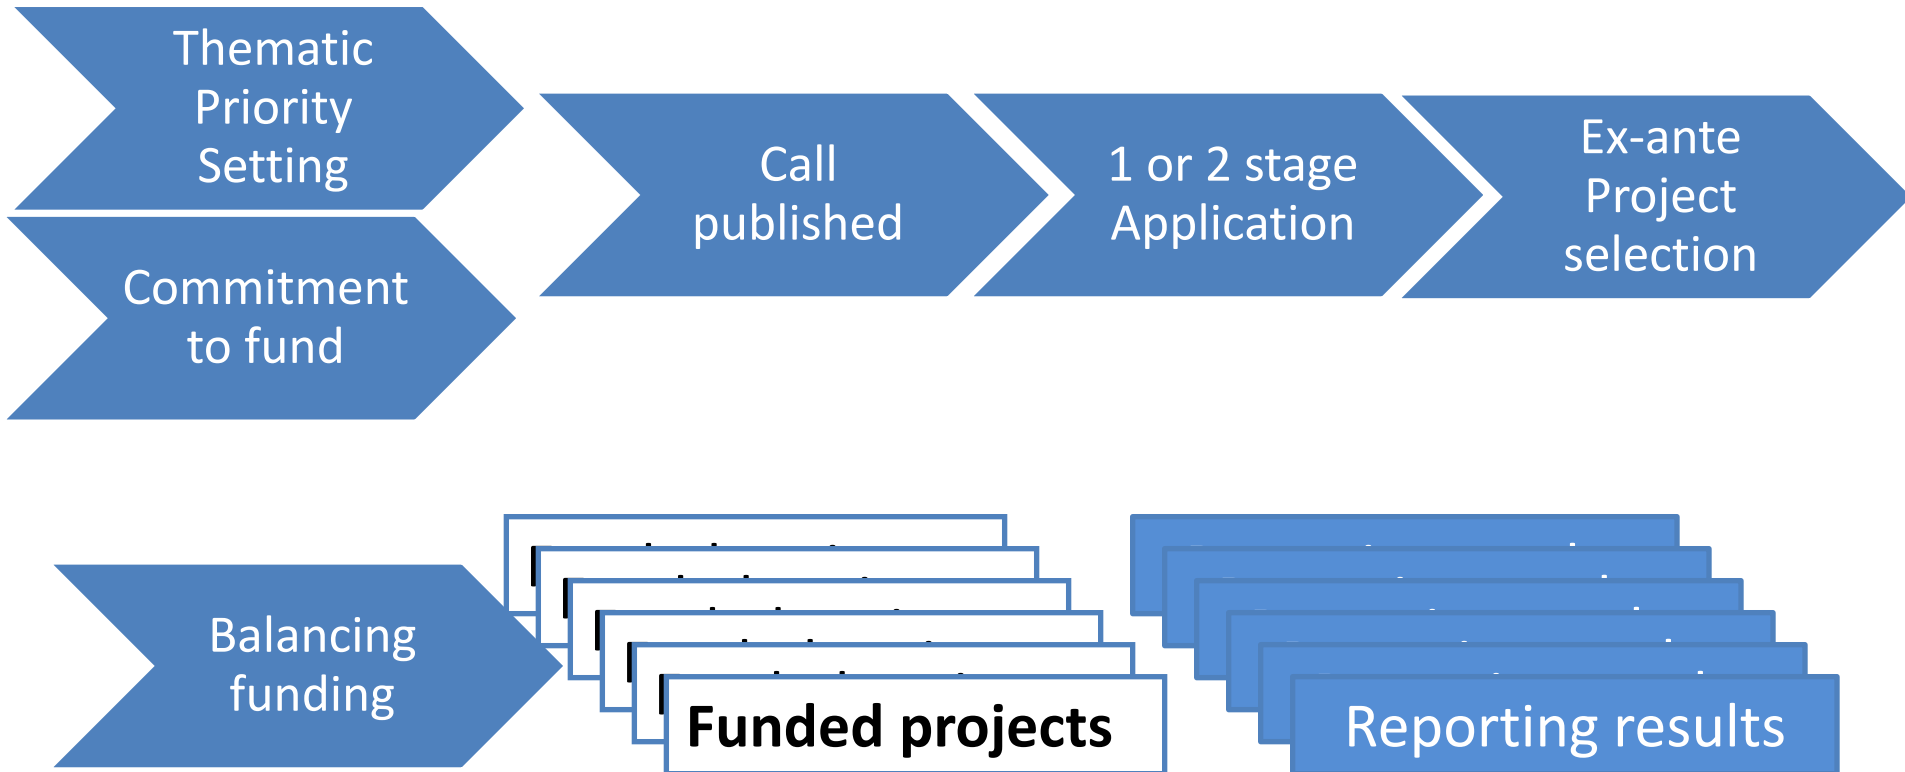 Thematic
Priority
Setting
Commitment
to fund
Call
published
1 or 2 stage
Application
Ex-ante
Project
selection
Balancing
funding
Funded projects
Reporting results